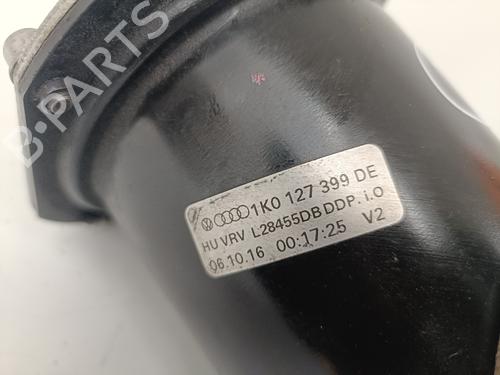 B-PARTS
1K0 127 399 DE
HU VRV L28455DBDDP. i.O
06.10.16 00:17:25 V2